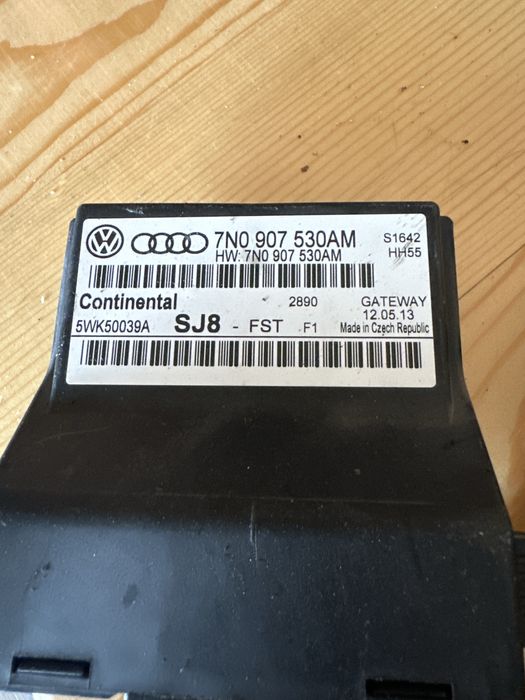 7N0 907 530AM S1642
HW: 7N0 907 530AM HH55
Continental 2890 GATEWAY
12.05.13
5WK50039A SJ8 - FST F1 Made in Czech Republic